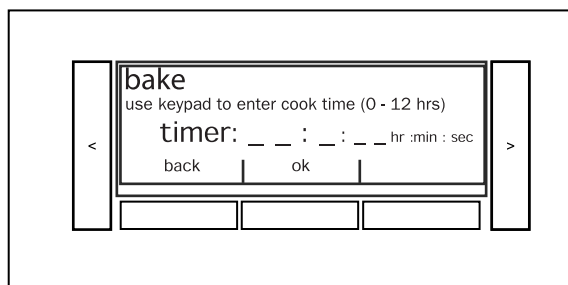 bake
use keypad to enter cook time (0 - 12 hrs)
< timer: _ _ : _ : _ _ hr :min : sec >
back ok